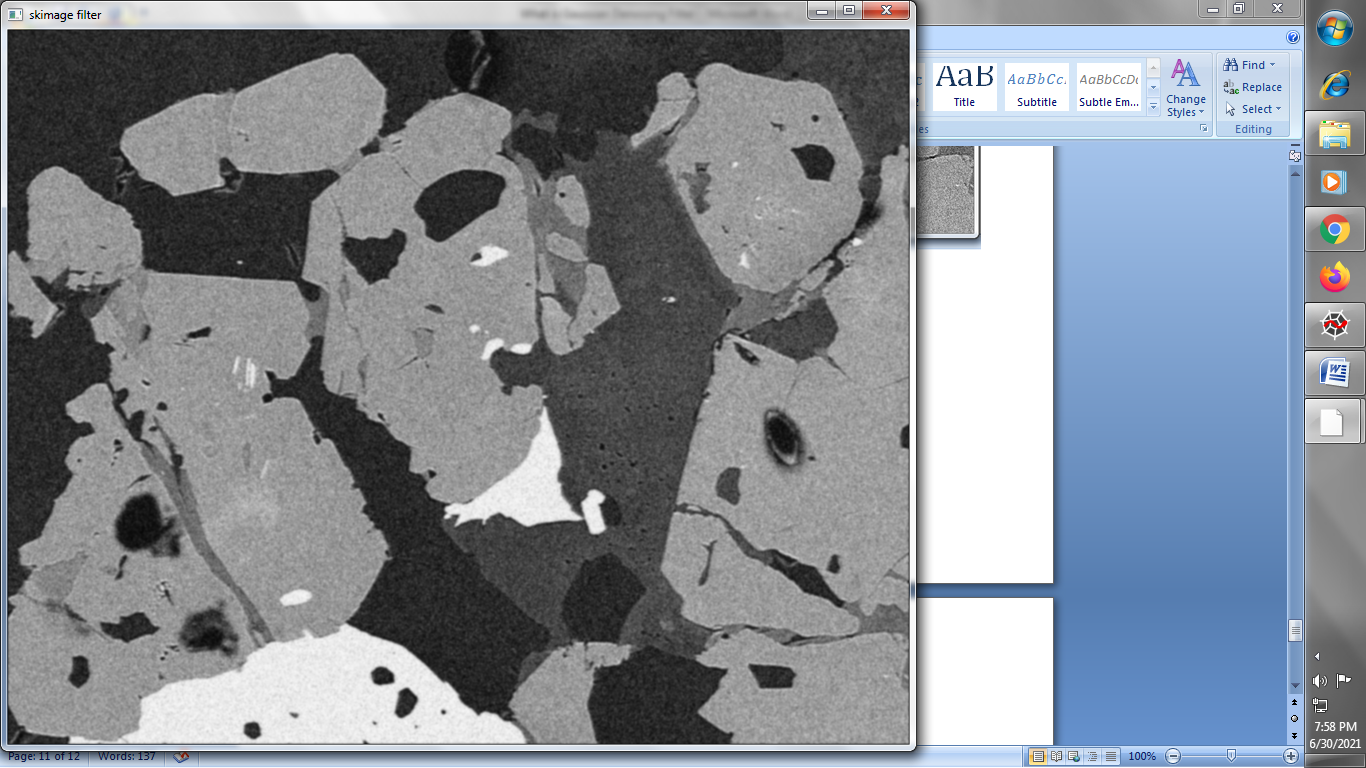 skimage filter
AaB
AaBbCc.
AaBbCcDc
Title
Subtitle
Subtle Em...
Change
Styles
Find
Replace
Select
Editing
Page: 11 of 12
Words: 137
100%
7:58 PM
6/30/2021